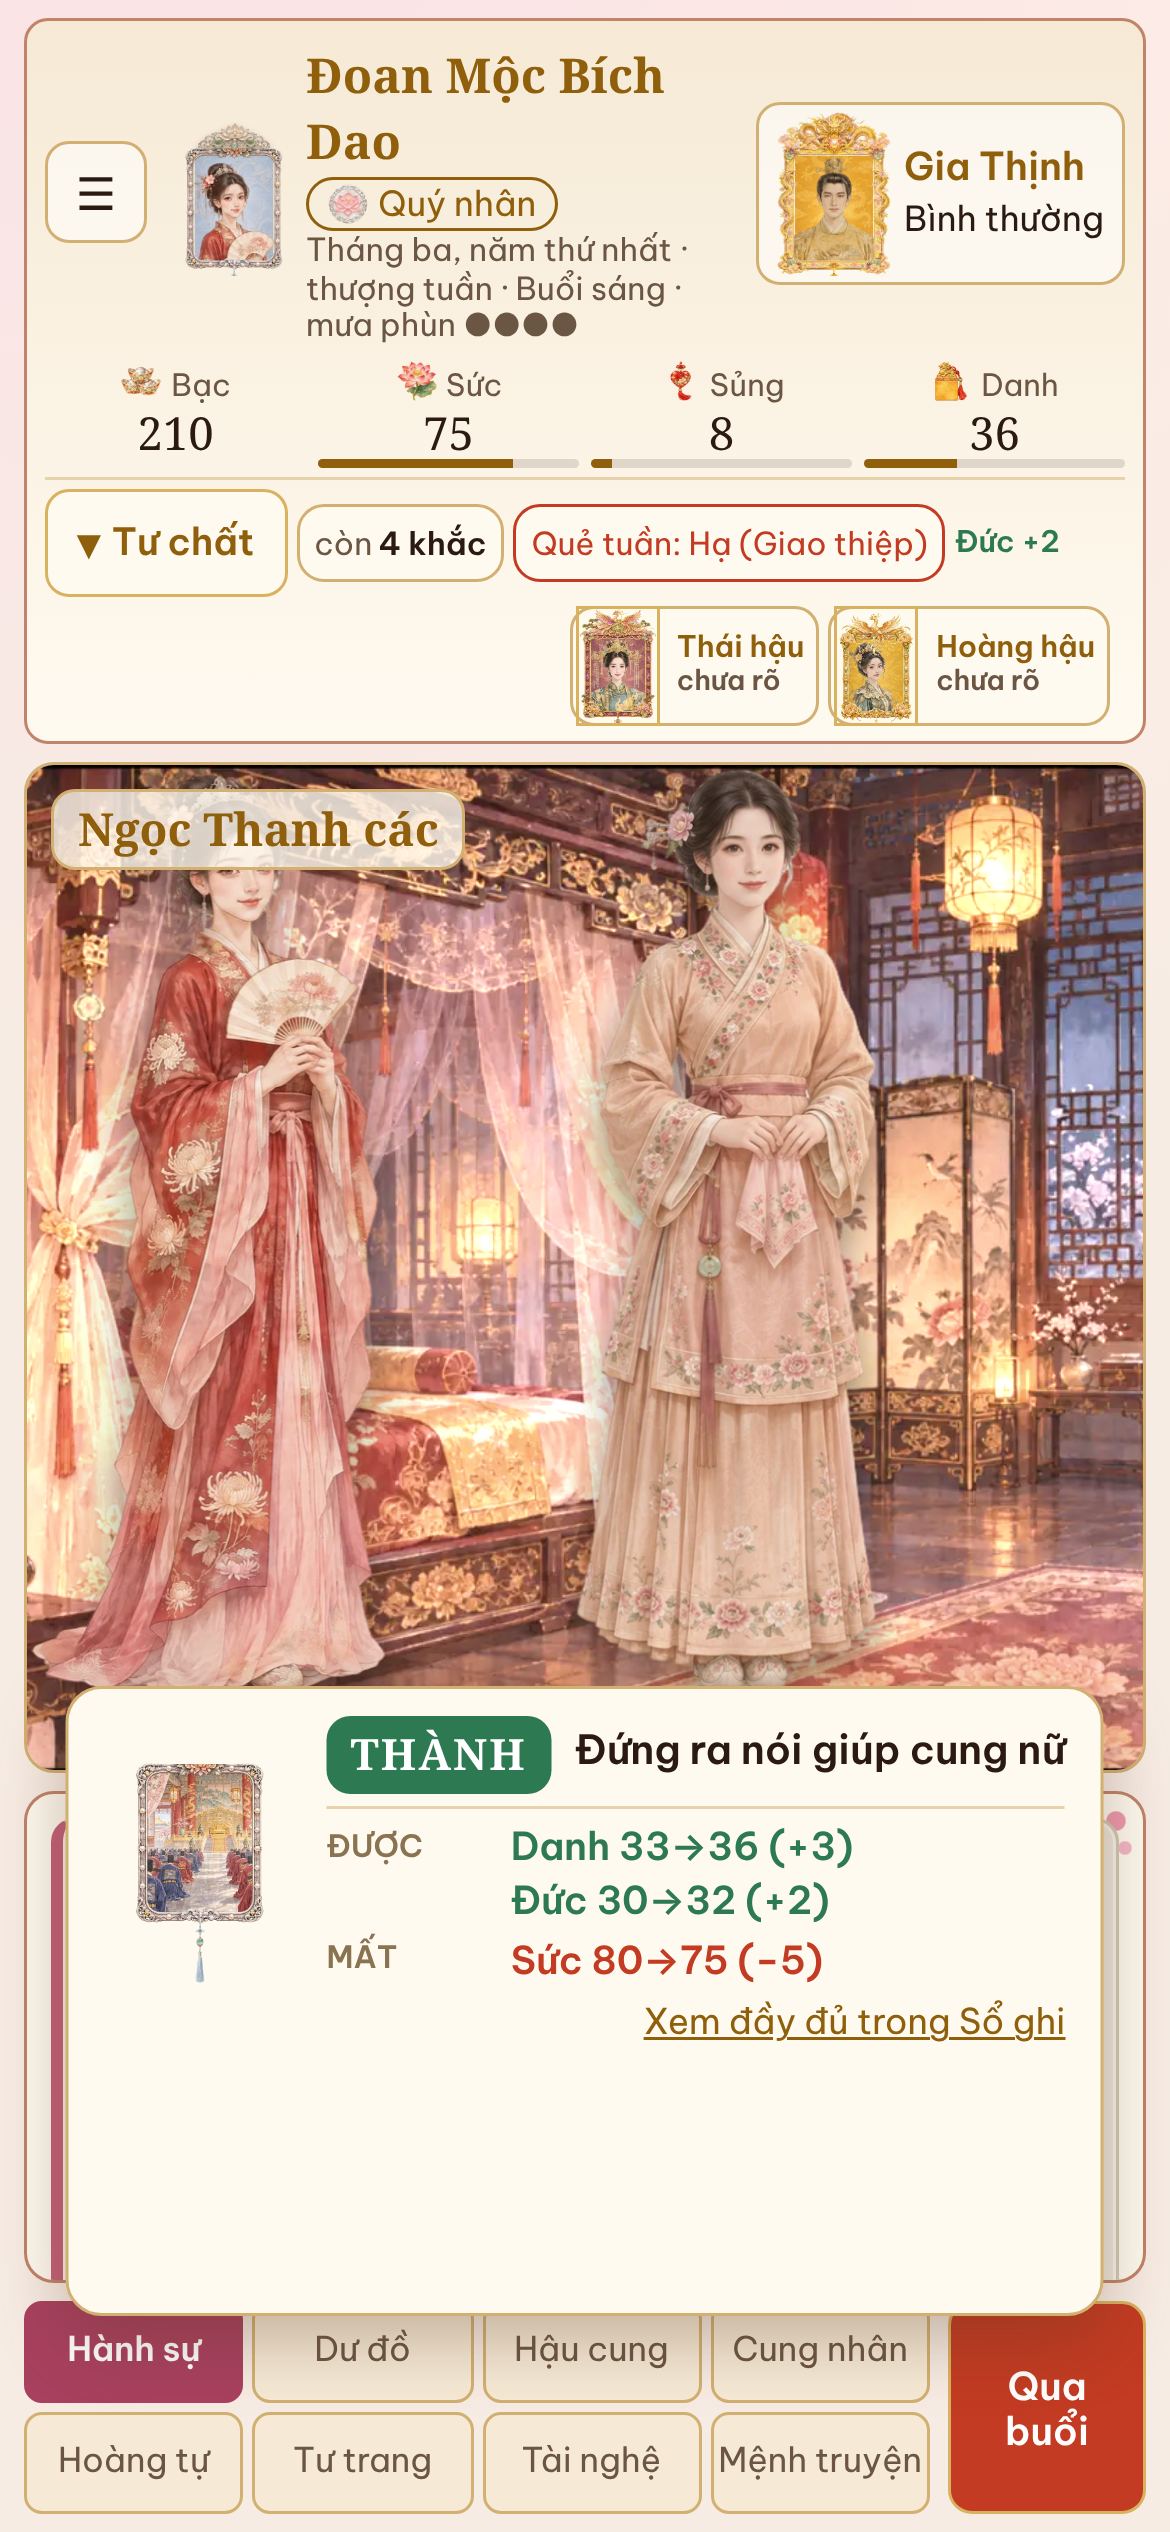 Đoan Mộc Bích
Dao
Quý nhân
Tháng ba, năm thứ nhất ·
thượng tuần · Buổi sáng ·
mưa phùn ●●●●
Gia Thịnh
Bình thường
Bạc
210
Sức
75
Sủng
8
Danh
36
▼ Tư chất
còn 4 khắc
Quẻ tuần: Hạ (Giao thiệp)
Đức +2
Thái hậu
chưa rõ
Hoàng hậu
chưa rõ
Ngọc Thanh các
THÀNH
Đứng ra nói giúp cung nữ
ĐƯỢC
Danh 33→36 (+3)
Đức 30→32 (+2)
MẤT
Sức 80→75 (−5)
Xem đầy đủ trong Sổ ghi
Hành sự
Dư đồ
Hậu cung
Cung nhân
Qua
buổi
Hoàng tự
Tư trang
Tài nghệ
Mệnh truyện